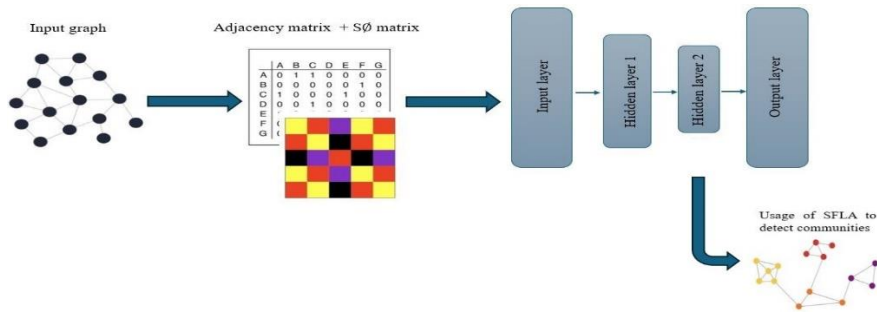 Input graph
Adjacency matrix + SØ matrix
A B C D E F G
A 0 1 1 0 0 0 0
B 0 0 0 0 0 1 0
C 1 0 0 0 1 0 0
D 0 0 1 0 0 0 0
E
F
G
Input layer
Hidden layer 1
Hidden layer 2
Output layer
Usage of SFLA to
detect communities